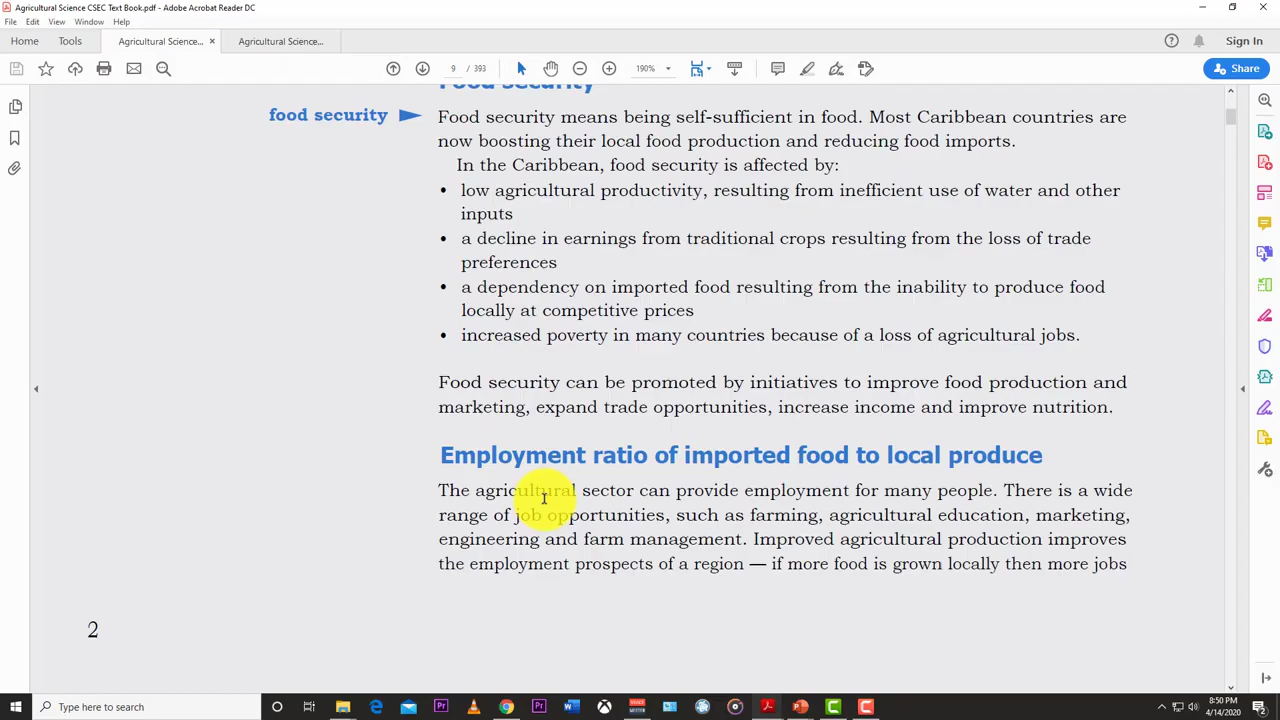 Agricultural Science CSEC Text Book.pdf - Adobe Acrobat Reader DC
File Edit View Window Help
Home Tools Agricultural Science... × Agricultural Science... Sign In
9 / 393 190% Share
Food security
food security Food security means being self-sufficient in food. Most Caribbean countries are
now boosting their local food production and reducing food imports.
In the Caribbean, food security is affected by:
• low agricultural productivity, resulting from inefficient use of water and other
inputs
• a decline in earnings from traditional crops resulting from the loss of trade
preferences
• a dependency on imported food resulting from the inability to produce food
locally at competitive prices
• increased poverty in many countries because of a loss of agricultural jobs.
Food security can be promoted by initiatives to improve food production and
marketing, expand trade opportunities, increase income and improve nutrition.
Employment ratio of imported food to local produce
The agricultural sector can provide employment for many people. There is a wide
range of job opportunities, such as farming, agricultural education, marketing,
engineering and farm management. Improved agricultural production improves
the employment prospects of a region — if more food is grown locally then more jobs
2
Type here to search
8:50 PM
4/14/2020